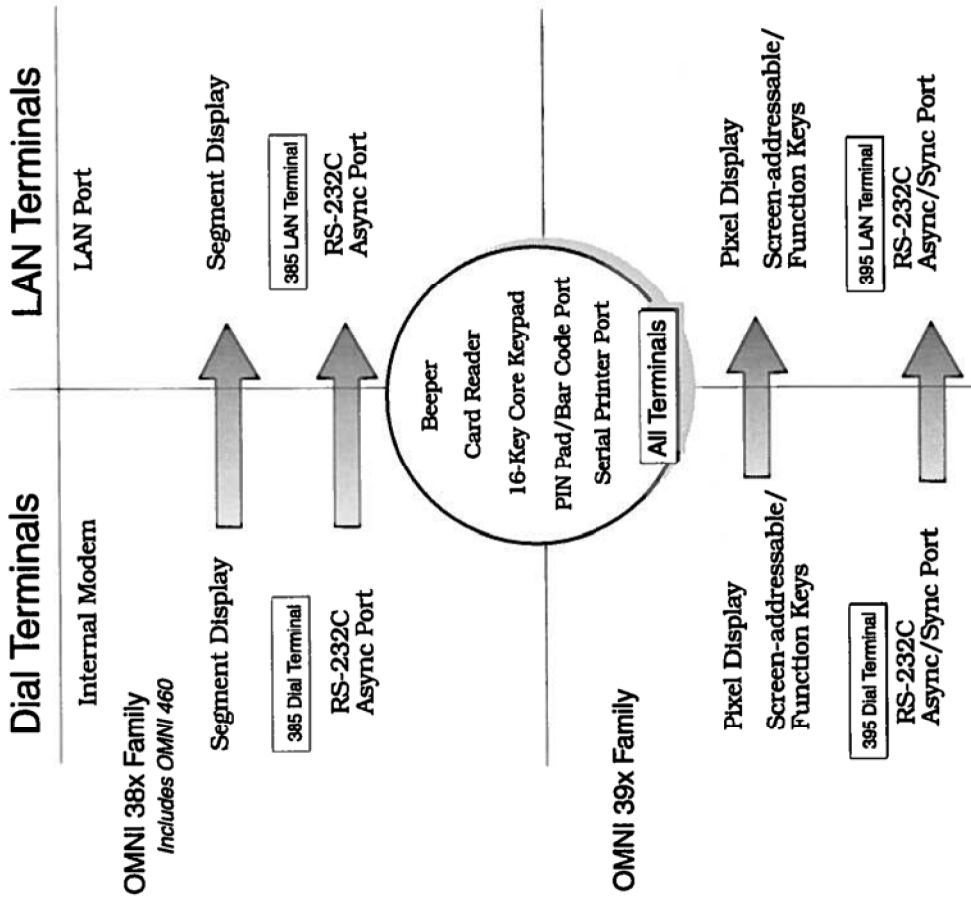 Dial Terminals
LAN Terminals
Internal Modem
LAN Port
OMNI 38x Family
Includes OMNI 460
Segment Display
Segment Display
385 Dial Terminal
385 LAN Terminal
RS-232C
Async Port
RS-232C
Async Port
Beeper
Card Reader
16-Key Core Keypad
PIN Pad/Bar Code Port
Serial Printer Port
All Terminals
OMNI 39x Family
Pixel Display
Screen-addressable/
Function Keys
Pixel Display
Screen-addressable/
Function Keys
395 Dial Terminal
395 LAN Terminal
RS-232C
Async/Sync Port
RS-232C
Async/Sync Port